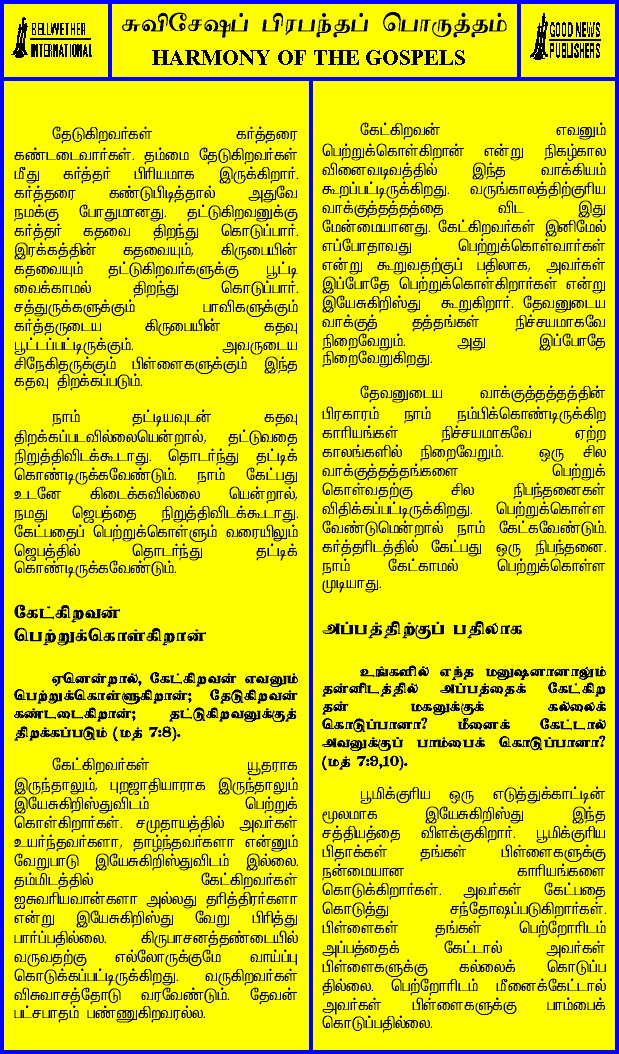 BELLWETHER
INTERNATIONAL
சுவிசேஷப் பிரபந்தப் பொருத்தம்
HARMONY OF THE GOSPELS
GOOD NEWS
PUBLISHERS
தேடுகிறவர்கள் கர்த்தரை
கண்டடைவார்கள். தம்மை தேடுகிறவர்கள்
மீது கர்த்தர் பிரியமாக இருக்கிறார்.
கர்த்தரை கண்டுபிடித்தால் அதுவே
நமக்கு போதுமானது. தட்டுகிறவனுக்கு
கர்த்தர் கதவை திறந்து கொடுப்பார்.
இரக்கத்தின் கதவையும், கிருபையின்
கதவையும் தட்டுகிறவர்களுக்கு பூட்டி
வைக்காமல் திறந்து கொடுப்பார்.
சத்துருக்களுக்கும் பாவிகளுக்கும்
கர்த்தருடைய கிருபையின் கதவு
பூட்டப்பட்டிருக்கும். அவருடைய
சிநேகிதருக்கும் பிள்ளைகளுக்கும் இந்த
கதவு திறக்கப்படும்.
நாம் தட்டியவுடன் கதவு
திறக்கப்படவில்லையென்றால், தட்டுவதை
நிறுத்திவிடக்கூடாது. தொடர்ந்து தட்டிக்
கொண்டிருக்கவேண்டும். நாம் கேட்பது
உடனே கிடைக்கவில்லை யென்றால்,
நமது ஜெபத்தை நிறுத்திவிடக்கூடாது.
கேட்பதைப் பெற்றுக்கொள்ளும் வரையிலும்
ஜெபத்தில் தொடர்ந்து தட்டிக்
கொண்டிருக்கவேண்டும்.
கேட்கிறவன்
பெற்றுக்கொள்கிறான்
ஏனென்றால், கேட்கிறவன் எவனும்
பெற்றுக்கொள்ளுகிறான்; தேடுகிறவன்
கண்டடைகிறான்; தட்டுகிறவனுக்குத்
திறக்கப்படும் (மத் 7:8).
கேட்கிறவர்கள் யூதராக
இருந்தாலும், புறஜாதியாராக இருந்தாலும்
இயேசுகிறிஸ்துவிடம் பெற்றுக்
கொள்கிறார்கள். சமுதாயத்தில் அவர்கள்
உயர்ந்தவர்களா, தாழ்ந்தவர்களா என்னும்
வேறுபாடு இயேசுகிறிஸ்துவிடம் இல்லை.
தம்மிடத்தில் கேட்கிறவர்கள்
ஐசுவரியவான்களா அல்லது தரித்திரர்களா
என்று இயேசுகிறிஸ்து வேறு பிரித்து
பார்ப்பதில்லை. கிருபாசனத்தண்டையில்
வருவதற்கு எல்லோருக்குமே வாய்ப்பு
கொடுக்கப்பட்டிருக்கிறது. வருகிறவர்கள்
விசுவாசத்தோடு வரவேண்டும். தேவன்
பட்சபாதம் பண்ணுகிறவரல்ல.
கேட்கிறவன் எவனும்
பெற்றுக்கொள்கிறான் என்று நிகழ்கால
வினைவடிவத்தில் இந்த வாக்கியம்
கூறப்பட்டிருக்கிறது. வருங்காலத்திற்குரிய
வாக்குத்தத்தத்தை விட இது
மேன்மையானது. கேட்கிறவர்கள் இனிமேல்
எப்போதாவது பெற்றுக்கொள்வார்கள்
என்று கூறுவதற்குப் பதிலாக, அவர்கள்
இப்போதே பெற்றுக்கொள்கிறார்கள் என்று
இயேசுகிறிஸ்து கூறுகிறார். தேவனுடைய
வாக்குத் தத்தங்கள் நிச்சயமாகவே
நிறைவேறும். அது இப்போதே
நிறைவேறுகிறது.
தேவனுடைய வாக்குத்தத்தத்தின்
பிரகாரம் நாம் நம்பிக்கொண்டிருக்கிற
காரியங்கள் நிச்சயமாகவே ஏற்ற
காலங்களில் நிறைவேறும். ஒரு சில
வாக்குத்தத்தங்களை பெற்றுக்
கொள்வதற்கு சில நிபந்தனைகள்
விதிக்கப்பட்டிருக்கிறது. பெற்றுக்கொள்ள
வேண்டுமென்றால் நாம் கேட்கவேண்டும்.
கர்த்தரிடத்தில் கேட்பது ஒரு நிபந்தனை.
நாம் கேட்காமல் பெற்றுக்கொள்ள
முடியாது.
அப்பத்திற்குப் பதிலாக
உங்களில் எந்த மனுஷனானாலும்
தன்னிடத்தில் அப்பத்தைக் கேட்கிற
தன் மகனுக்குக் கல்லைக்
கொடுப்பானா? மீனைக் கேட்டால்
அவனுக்குப் பாம்பைக் கொடுப்பானா?
(மத் 7:9,10).
பூமிக்குரிய ஒரு எடுத்துக்காட்டின்
மூலமாக இயேசுகிறிஸ்து இந்த
சத்தியத்தை விளக்குகிறார். பூமிக்குரிய
பிதாக்கள் தங்கள் பிள்ளைகளுக்கு
நன்மையான காரியங்களை
கொடுக்கிறார்கள். அவர்கள் கேட்பதை
கொடுத்து சந்தோஷப்படுகிறார்கள்.
பிள்ளைகள் தங்கள் பெற்றோரிடம்
அப்பத்தைக் கேட்டால் அவர்கள்
பிள்ளைகளுக்கு கல்லைக் கொடுப்ப
தில்லை. பெற்றோரிடம் மீனைக்கேட்டால்
அவர்கள் பிள்ளைகளுக்கு பாம்பைக்
கொடுப்பதில்லை.